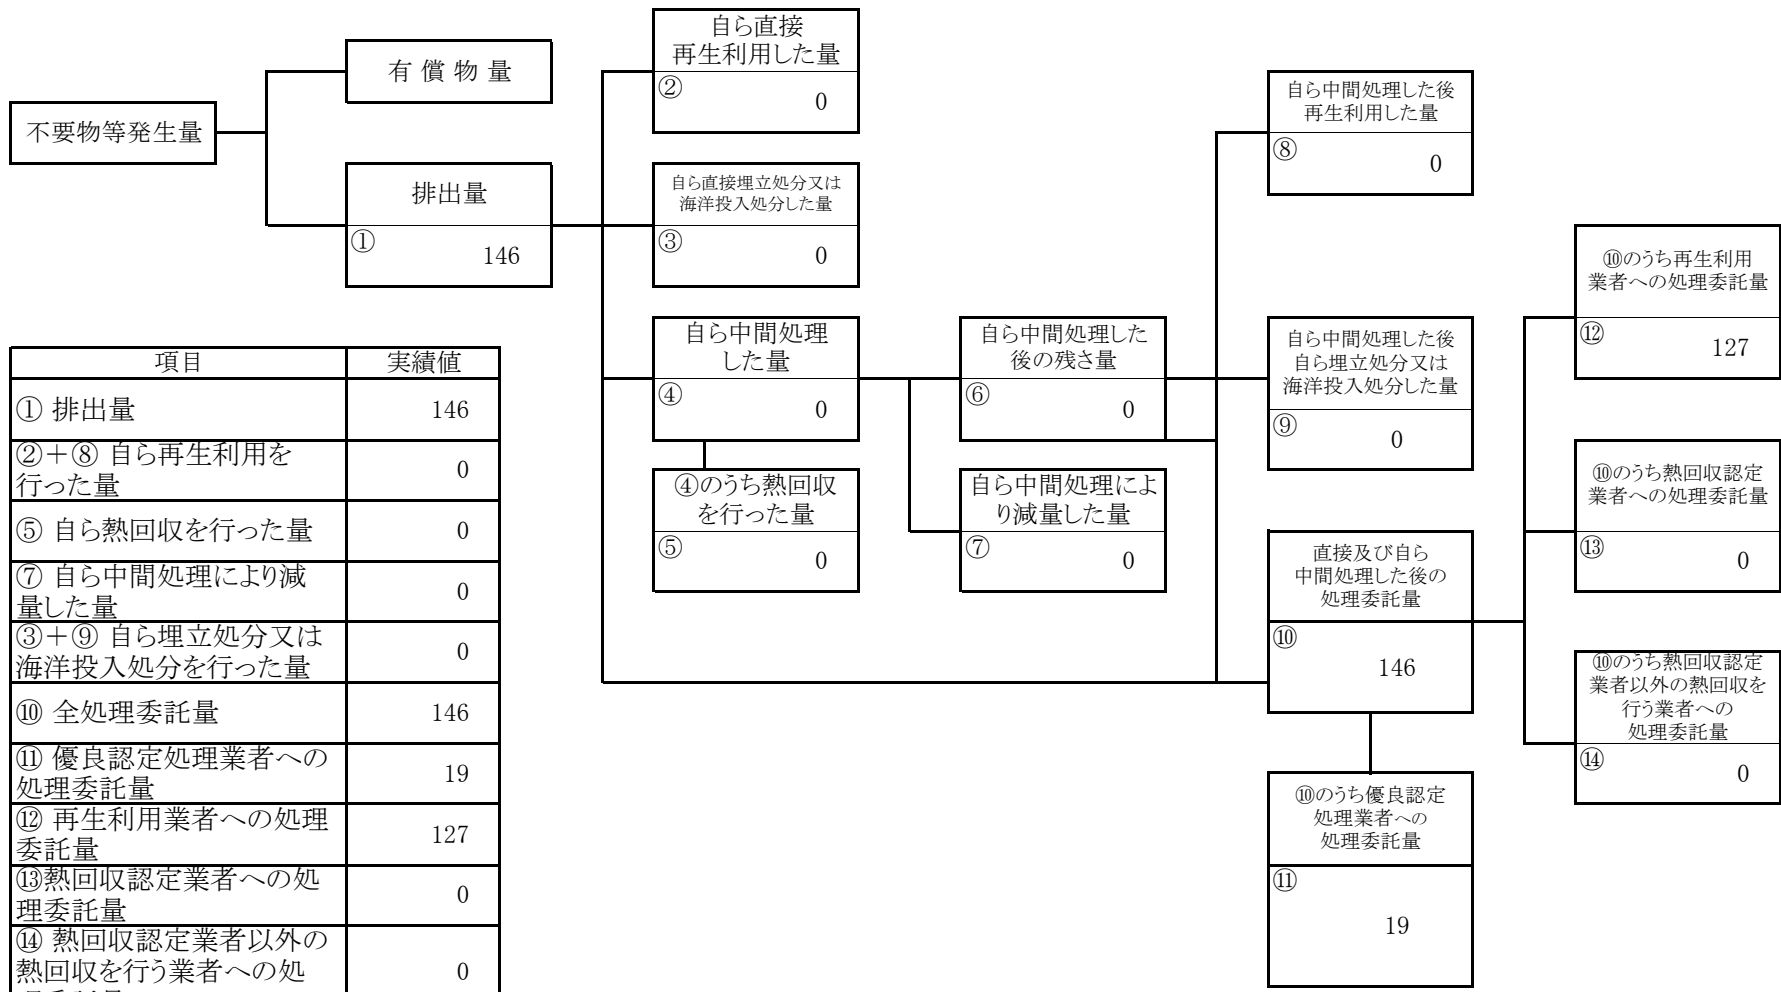 不要物等発生量
有償物量
排出量
①
146
自ら直接
再生利用した量
②
0
自ら直接埋立処分又は
海洋投入処分した量
③
0
自ら中間処理
した量
④
0
④のうち熱回収
を行った量
⑤
0
自ら中間処理した
後の残さ量
⑥
0
自ら中間処理によ
り減量した量
⑦
0
自ら中間処理した後
再生利用した量
⑧
0
自ら中間処理した後
自ら埋立処分又は
海洋投入処分した量
⑨
0
直接及び自ら
中間処理した後の
処理委託量
⑩
146
⑩のうち優良認定
処理業者への
処理委託量
⑪
19
⑩のうち再生利用
業者への処理委託量
⑫
127
⑩のうち熱回収認定
業者への処理委託量
⑬
0
⑩のうち熱回収認定
業者以外の熱回収を
行う業者への
処理委託量
⑭
0
項目 実績値
① 排出量 146
②＋⑧ 自ら再生利用を
行った量 0
⑤ 自ら熱回収を行った量 0
⑦ 自ら中間処理により減
量した量 0
③＋⑨ 自ら埋立処分又は
海洋投入処分を行った量 0
⑩ 全処理委託量 146
⑪ 優良認定処理業者への
処理委託量 19
⑫ 再生利用業者への処理
委託量 127
⑬熱回収認定業者への処
理委託量 0
⑭ 熱回収認定業者以外の
熱回収を行う業者への処 0